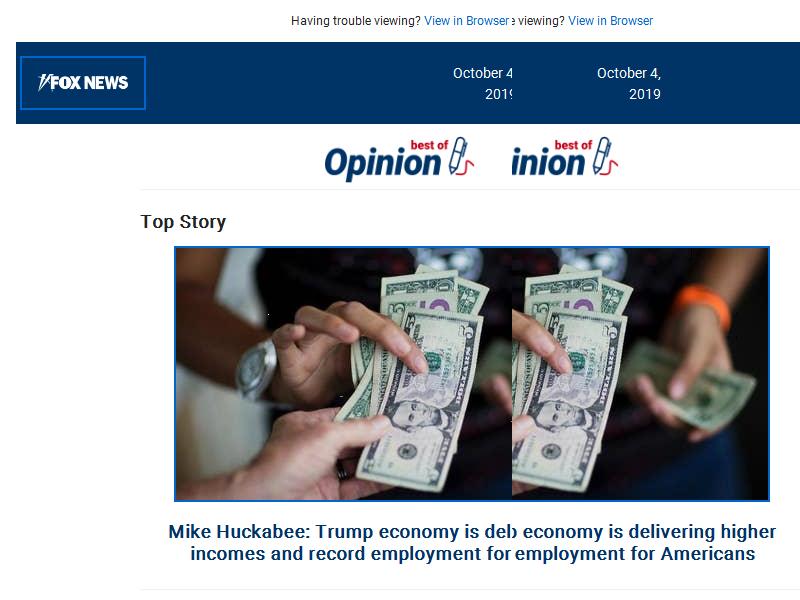 Having trouble viewing? View in Browser e viewing? View in Browser
FOX NEWS
October 4 October 4,
2019 2019
best of best of
Opinion inion
Top Story
Mike Huckabee: Trump economy is deb economy is delivering higher
incomes and record employment for employment for Americans